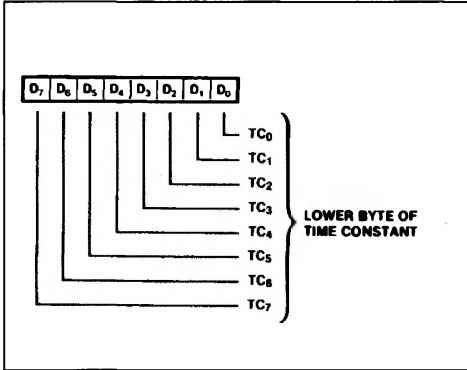 D7 D6 D5 D4 D3 D2 D1 D0
TC0
TC1
TC2
TC3
LOWER BYTE OF
TIME CONSTANT
TC4
TC5
TC6
TC7